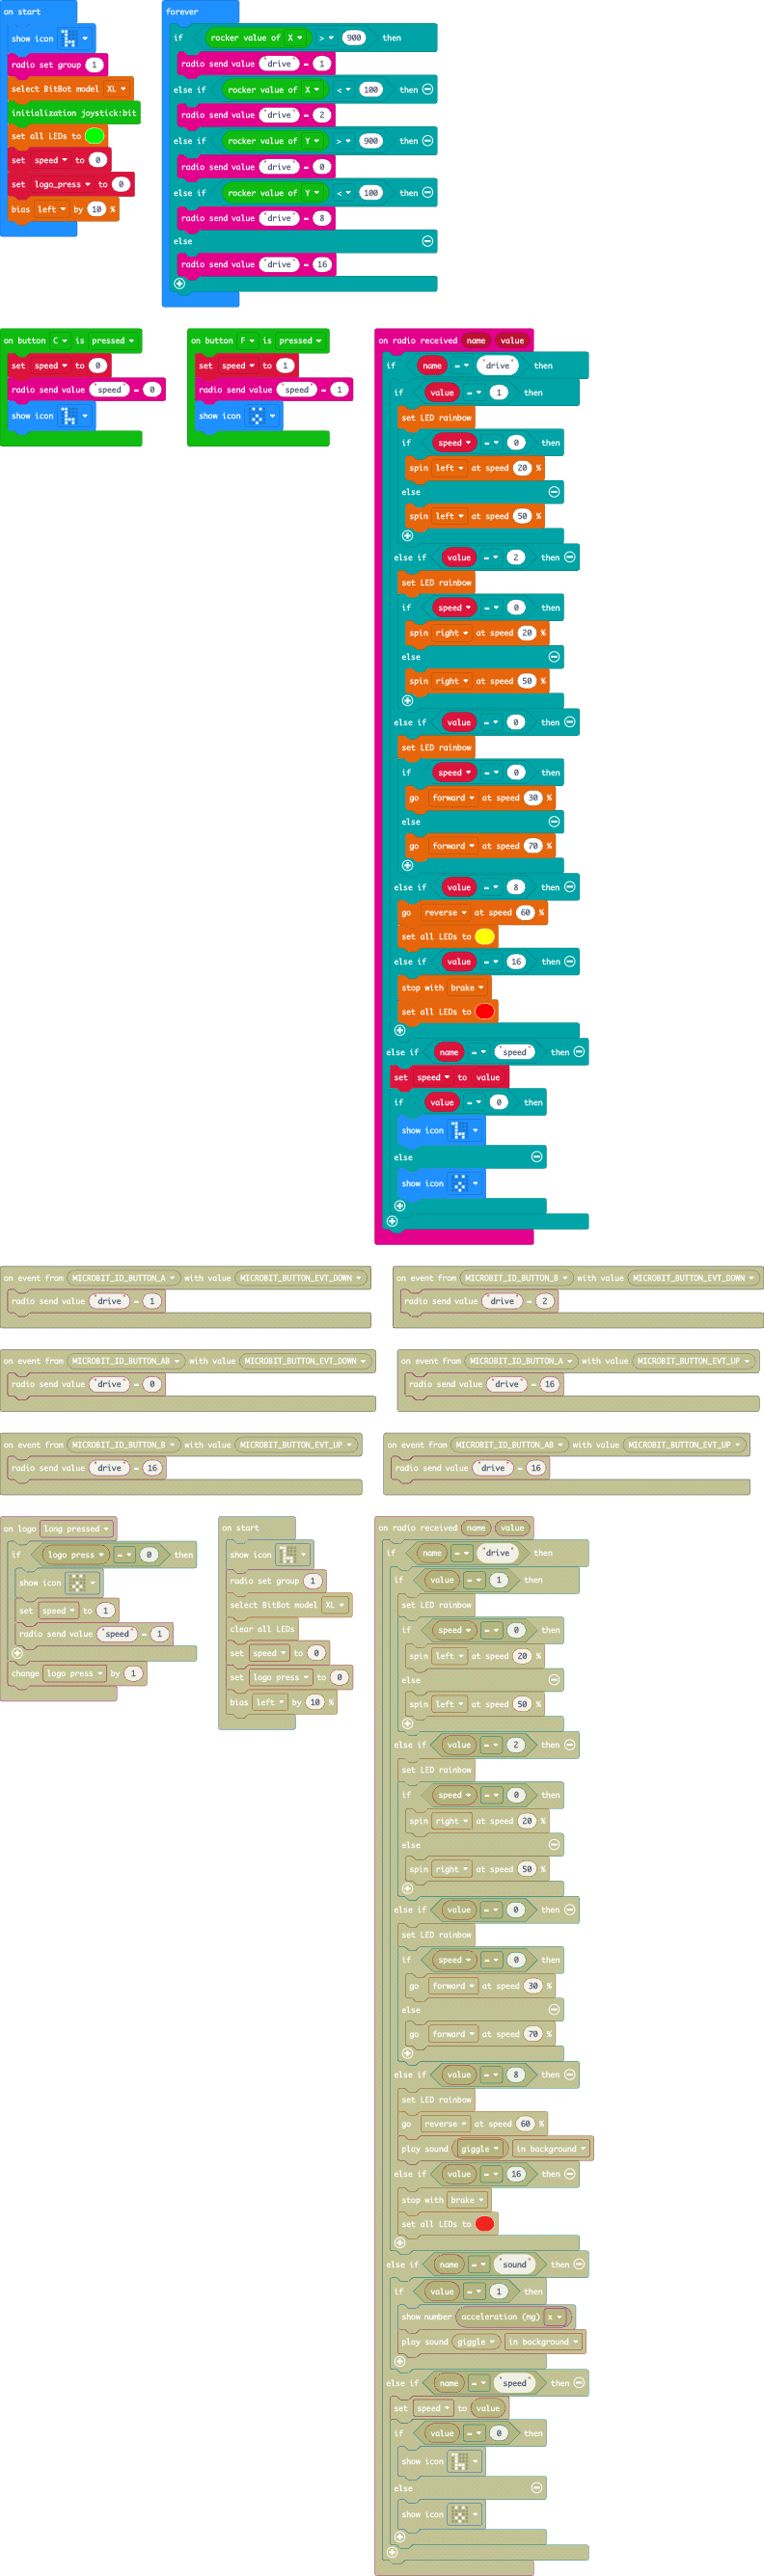 on start
show icon
radio set group 1
select BitBot model XL
initialization joystick:bit
set all LEDs to
set speed to 0
set logo_press to 0
bias left by 10 %
forever
if rocker value of X > 900 then
radio send value "drive" = 1
else if rocker value of X < 100 then
radio send value "drive" = 2
else if rocker value of Y > 900 then
radio send value "drive" = 0
else if rocker value of Y < 100 then
radio send value "drive" = 8
else
radio send value "drive" = 16
on button C is pressed
set speed to 0
radio send value "speed" = 0
show icon
on button F is pressed
set speed to 1
radio send value "speed" = 1
show icon
on radio received name value
if name = "drive" then
if value = 1 then
set LED rainbow
if speed = 0 then
spin left at speed 20 %
else
spin left at speed 50 %
else if value = 2 then
set LED rainbow
if speed = 0 then
spin right at speed 20 %
else
spin right at speed 50 %
else if value = 0 then
set LED rainbow
if speed = 0 then
go forward at speed 30 %
else
go forward at speed 70 %
else if value = 8 then
go reverse at speed 60 %
set all LEDs to
else if value = 16 then
stop with brake
set all LEDs to
else if name = "speed" then
set speed to value
if value = 0 then
show icon
else
show icon
on event from MICROBIT_ID_BUTTON_A with value MICROBIT_BUTTON_EVT_DOWN
radio send value "drive" = 1
on event from MICROBIT_ID_BUTTON_B with value MICROBIT_BUTTON_EVT_DOWN
radio send value "drive" = 2
on event from MICROBIT_ID_BUTTON_AB with value MICROBIT_BUTTON_EVT_DOWN
radio send value "drive" = 0
on event from MICROBIT_ID_BUTTON_A with value MICROBIT_BUTTON_EVT_UP
radio send value "drive" = 16
on event from MICROBIT_ID_BUTTON_B with value MICROBIT_BUTTON_EVT_UP
radio send value "drive" = 16
on event from MICROBIT_ID_BUTTON_AB with value MICROBIT_BUTTON_EVT_UP
radio send value "drive" = 16
on logo long pressed
if logo press = 0 then
show icon
set speed to 1
radio send value "speed" = 1
change logo press by 1
on start
show icon
radio set group 1
select BitBot model XL
clear all LEDs
set speed to 0
set logo press to 0
bias left by 10 %
on radio received name value
if name = "drive" then
if value = 1 then
set LED rainbow
if speed = 0 then
spin left at speed 20 %
else
spin left at speed 50 %
else if value = 2 then
set LED rainbow
if speed = 0 then
spin right at speed 20 %
else
spin right at speed 50 %
else if value = 0 then
set LED rainbow
if speed = 0 then
go forward at speed 30 %
else
go forward at speed 70 %
else if value = 8 then
set LED rainbow
go reverse at speed 60 %
play sound giggle in background
else if value = 16 then
stop with brake
set all LEDs to
else if name = "sound" then
if value = 1 then
show number acceleration (mg) x
play sound giggle in background
else if name = "speed" then
set speed to value
if value = 0 then
show icon
else
show icon